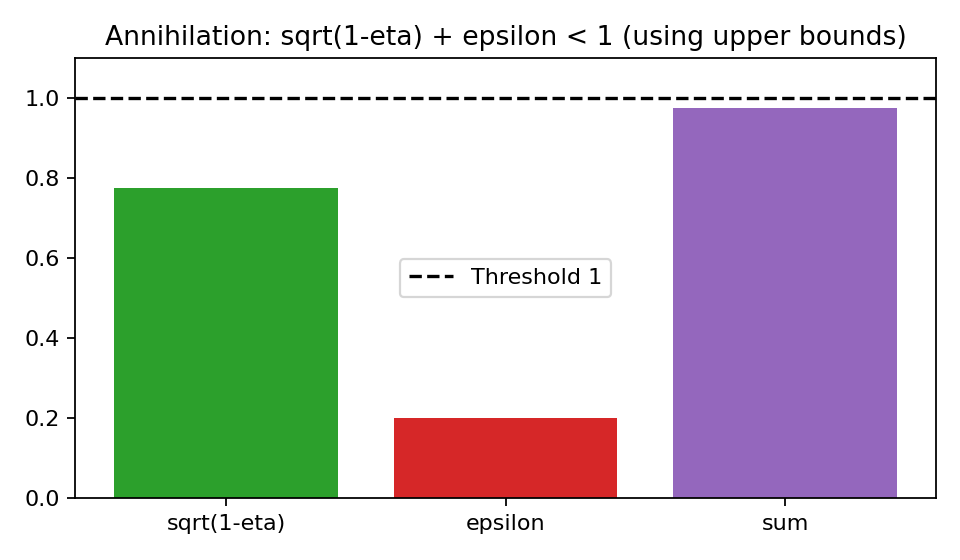 Annihilation: sqrt(1-eta) + epsilon < 1 (using upper bounds)
1.0
0.8
0.6
0.4
0.2
0.0
Threshold 1
sqrt(1-eta)
epsilon
sum